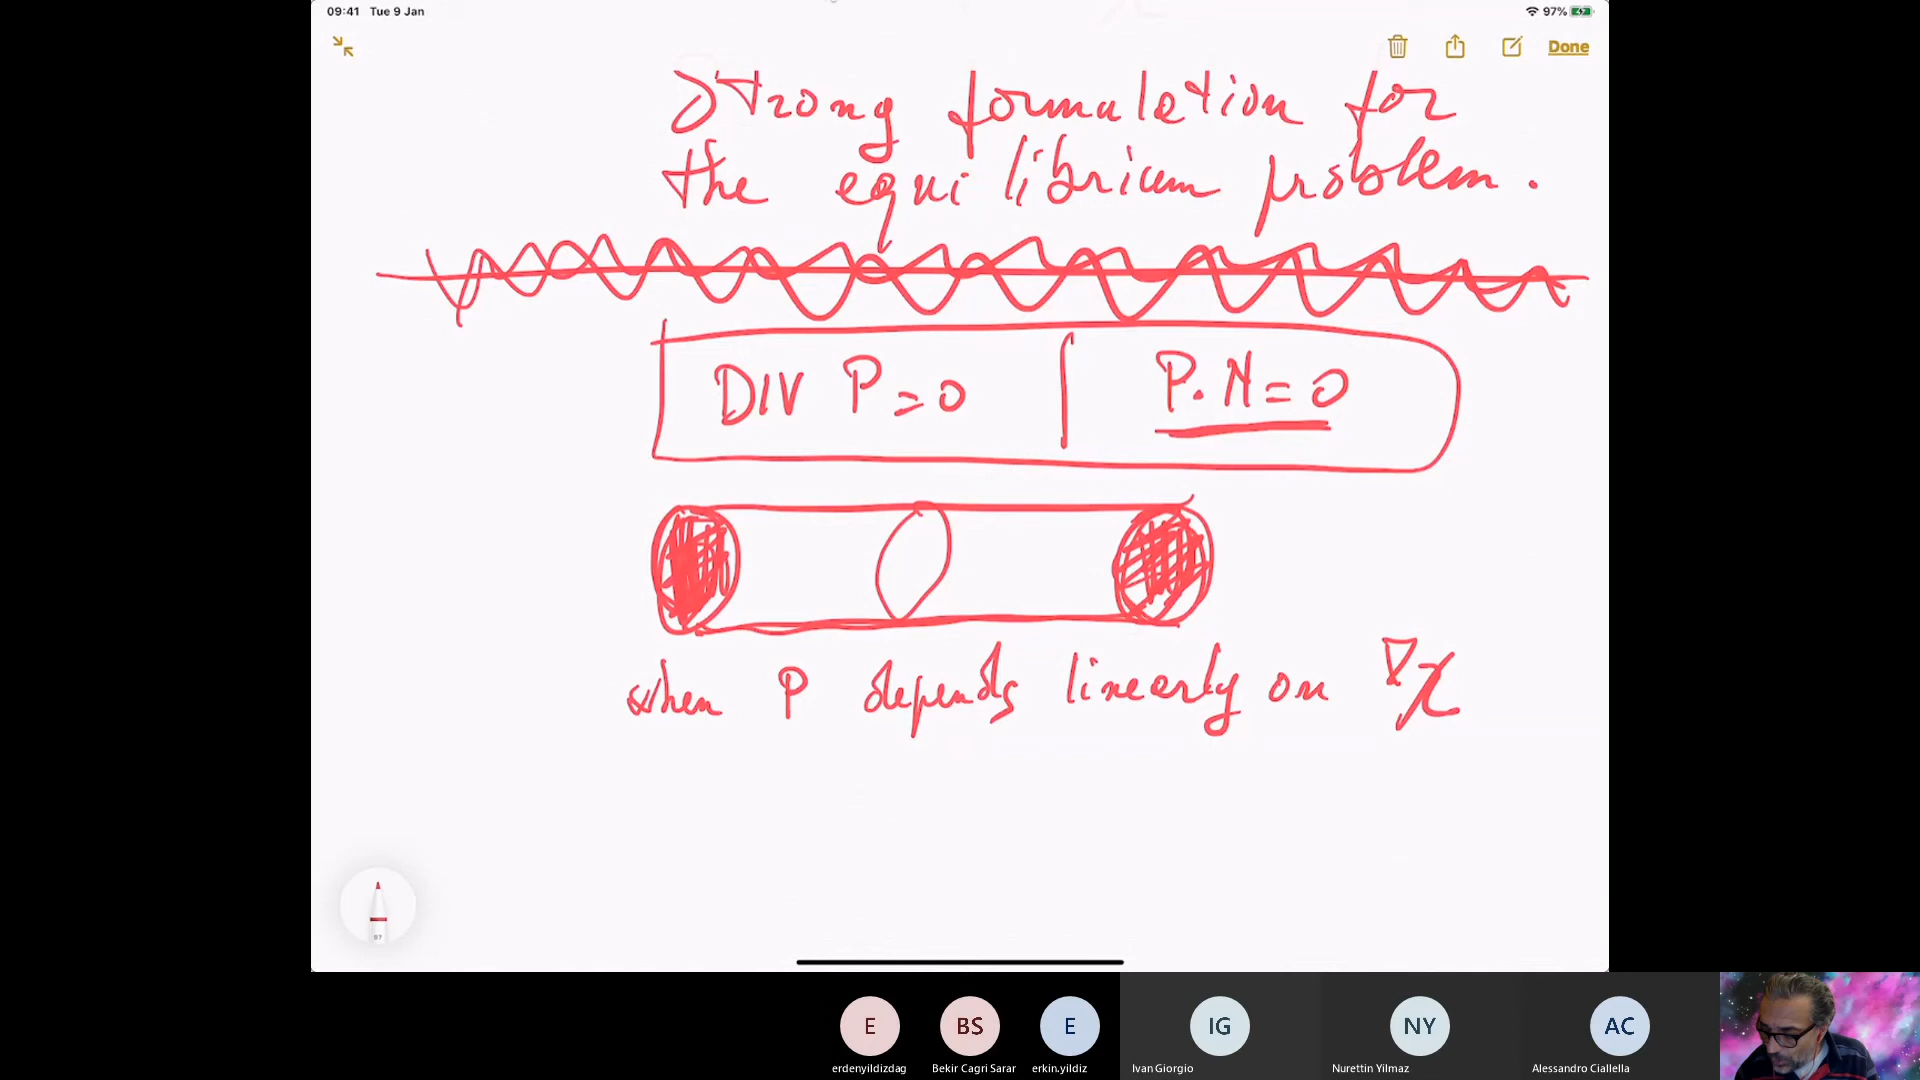 09:41 Tue 9 Jan
97%
Done
Strong formulation for
the equilibrium problem.
DIV P=0 | P·N=0
when P depends linearly on ∇χ
97
E BS E IG NY AC
erdenyildizdag Bekir Cagri Sarar erkin.yildiz Ivan Giorgio Nurettin Yilmaz Alessandro Ciallella